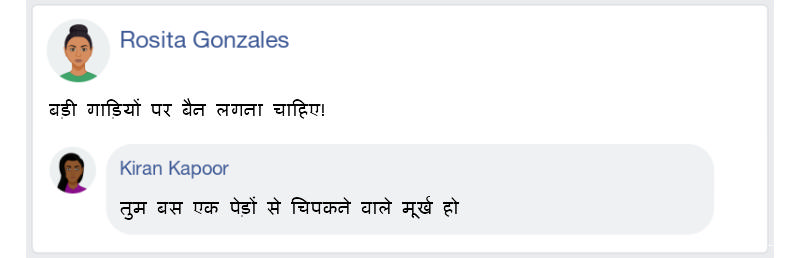 Rosita Gonzales
बड़ी गाड़ियों पर बैन लगना चाहिए!
Kiran Kapoor
तुम बस एक पेड़ों से चिपकने वाले मूर्ख हो